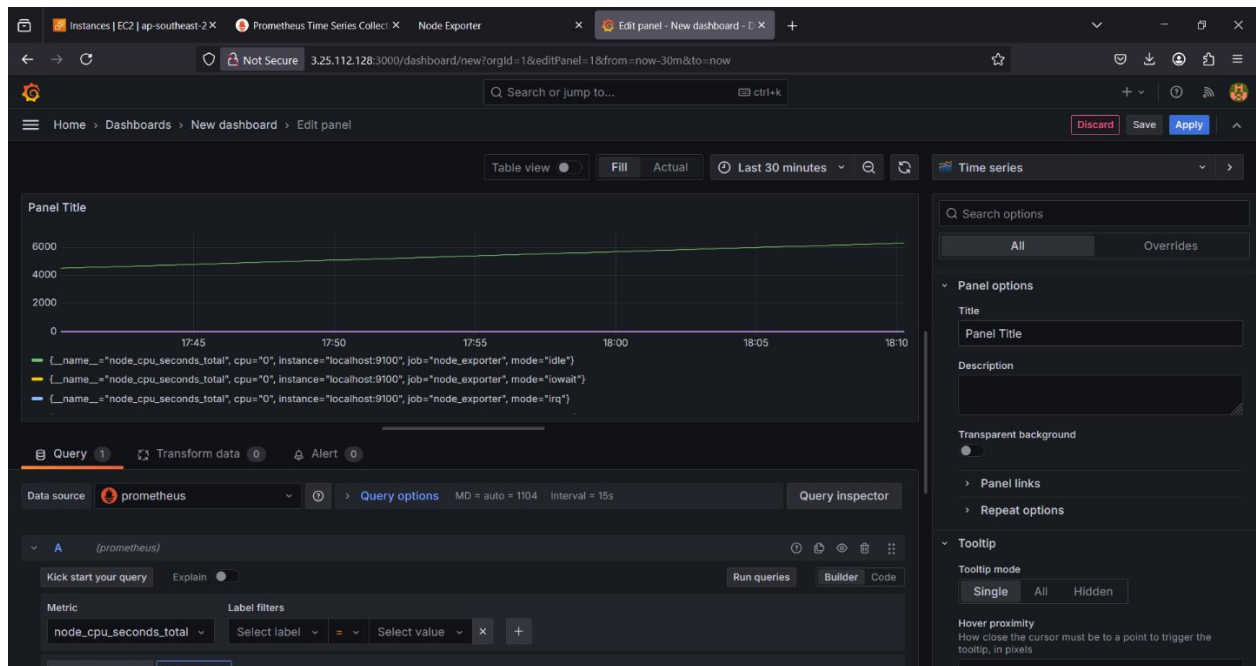 Instances | EC2 | ap-southeast-2
Prometheus Time Series Collecti
Node Exporter
Edit panel - New dashboard - D
Not Secure 3.25.112.128:3000/dashboard/new?orgId=1&editPanel=1&from=now-30m&to=now
Search or jump to... ctrl+k
Home › Dashboards › New dashboard › Edit panel
Discard Save Apply
Table view Fill Actual Last 30 minutes
Time series
Panel Title
6000
4000
2000
0
17:45 17:50 17:55 18:00 18:05 18:10
{__name__="node_cpu_seconds_total", cpu="0", instance="localhost:9100", job="node_exporter", mode="idle"}
{__name__="node_cpu_seconds_total", cpu="0", instance="localhost:9100", job="node_exporter", mode="iowait"}
{__name__="node_cpu_seconds_total", cpu="0", instance="localhost:9100", job="node_exporter", mode="irq"}
Query 1 Transform data 0 Alert 0
Data source prometheus Query options MD = auto = 1104 Interval = 15s Query inspector
A (prometheus)
Kick start your query Explain Run queries Builder Code
Metric Label filters
node_cpu_seconds_total Select label = Select value
Search options
All Overrides
Panel options
Title
Panel Title
Description
Transparent background
Panel links
Repeat options
Tooltip
Tooltip mode
Single All Hidden
Hover proximity
How close the cursor must be to a point to trigger the
tooltip, in pixels